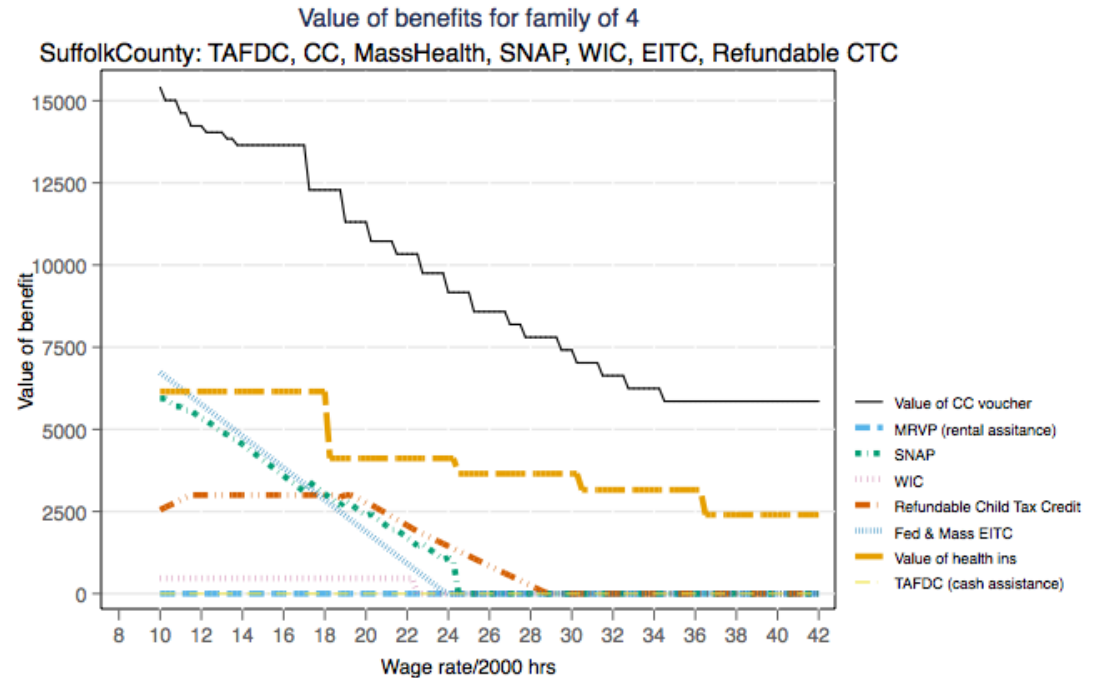 Value of benefits for family of 4
SuffolkCounty: TAFDC, CC, MassHealth, SNAP, WIC, EITC, Refundable CTC
Value of benefit
15000
12500
10000
7500
5000
2500
0
8 10 12 14 16 18 20 22 24 26 28 30 32 34 36 38 40 42
Wage rate/2000 hrs
Value of CC voucher
MRVP (rental assitance)
SNAP
WIC
Refundable Child Tax Credit
Fed & Mass EITC
Value of health ins
TAFDC (cash assistance)